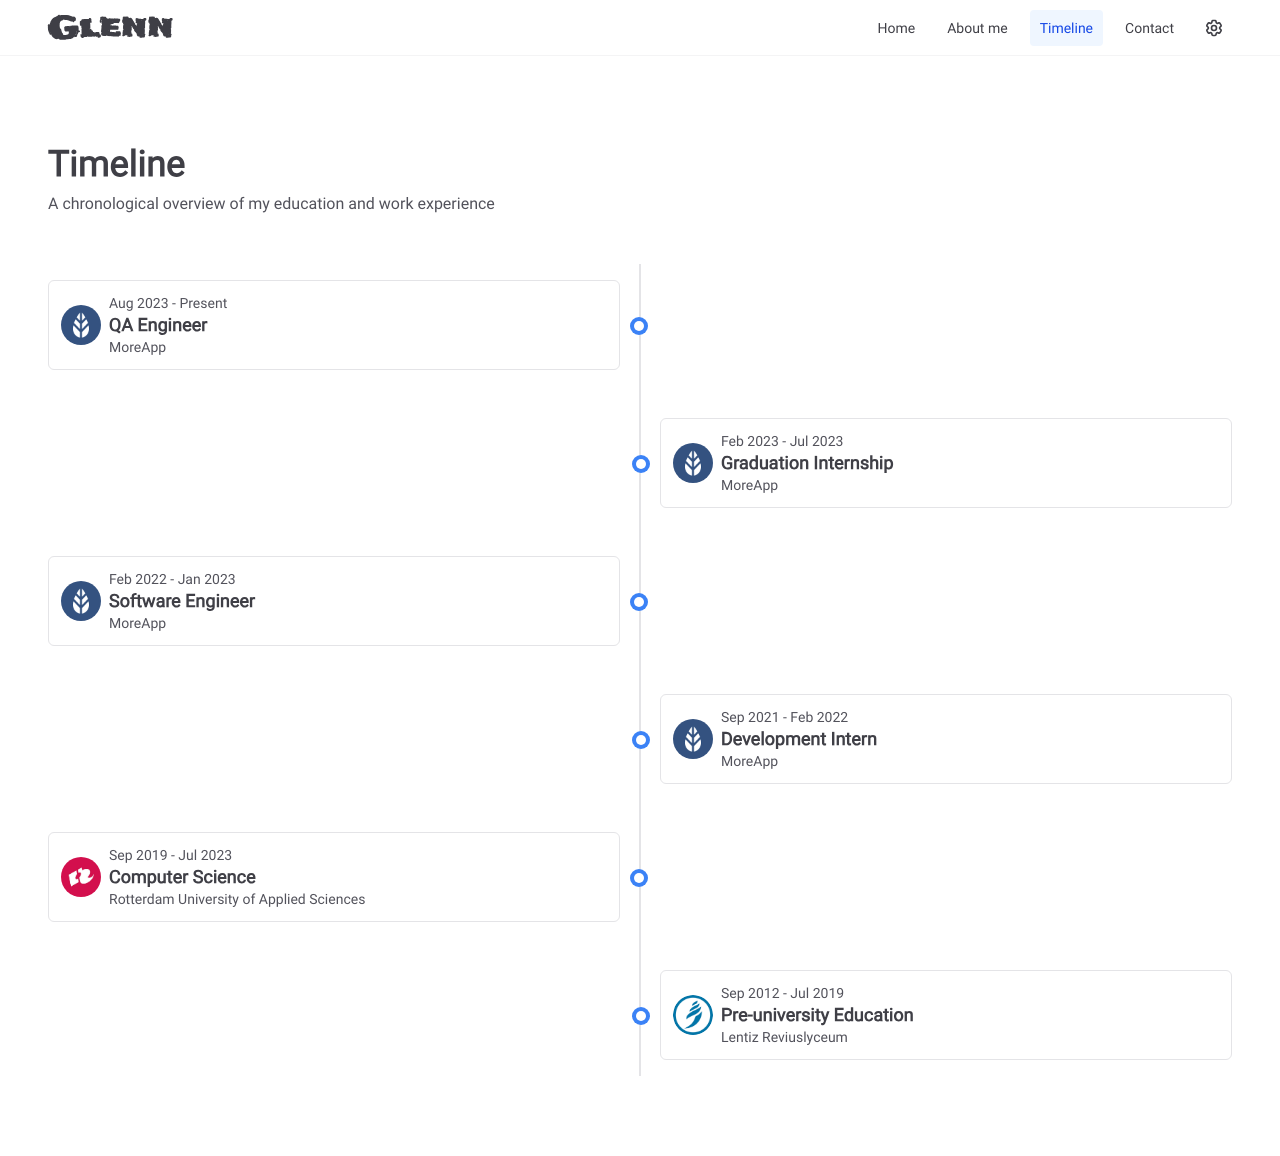 GLENN
Home
About me
Timeline
Contact
Timeline
A chronological overview of my education and work experience
Aug 2023 - Present
QA Engineer
MoreApp
Feb 2023 - Jul 2023
Graduation Internship
MoreApp
Feb 2022 - Jan 2023
Software Engineer
MoreApp
Sep 2021 - Feb 2022
Development Intern
MoreApp
Sep 2019 - Jul 2023
Computer Science
Rotterdam University of Applied Sciences
Sep 2012 - Jul 2019
Pre-university Education
Lentiz Reviuslyceum